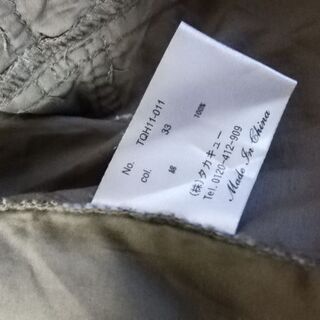 No. TQH11-011
col. 33
綿 100%
(株)タカキュー
Tel. 0120-412-909
Made In China